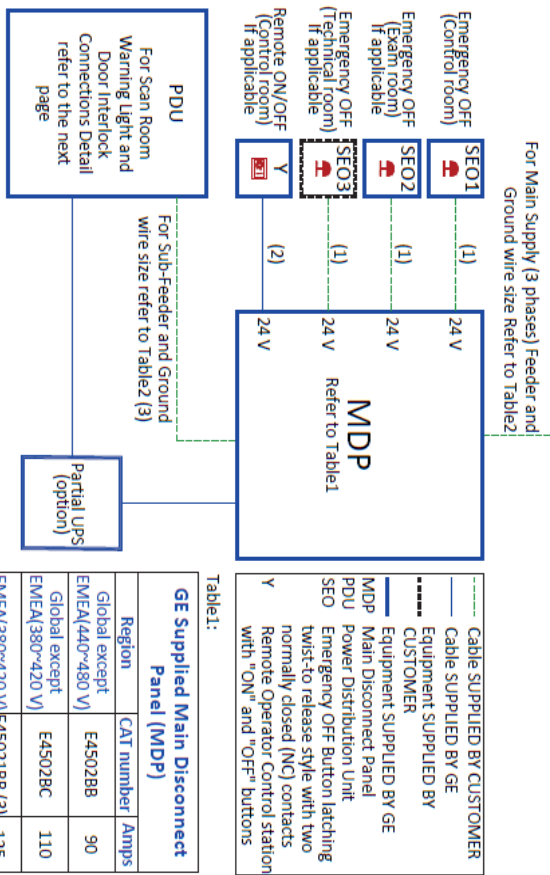 For Main Supply (3 phases) Feeder and
Ground wire size Refer to Table2
Emergency OFF
(Control room)
SEO1
(1)
24 V
Emergency OFF
(Exam room)
If applicable
SEO2
(1)
24 V
Emergency OFF
(Technical room)
If applicable
SEO3
(1)
24 V
Remote ON/OFF
(Control room)
If applicable
Y
(2)
24 V
MDP
Refer to Table1
PDU
For Scan Room
Warning Light and
Door Interlock
Connections Detail
refer to the next
page
For Sub-Feeder and Ground
wire size refer to Table2 (3)
Partial UPS
(option)
Cable SUPPLIED BY CUSTOMER
Cable SUPPLIED BY GE
Equipment SUPPLIED BY
CUSTOMER
Equipment SUPPLIED BY GE
MDP Main Disconnect Panel
PDU Power Distribution Unit
SEO Emergency OFF Button latching
twist-to release style with two
normally closed (NC) contacts
Y Remote Operator Control station
with "ON" and "OFF" buttons
Table1:
GE Supplied Main Disconnect
Panel (MDP)
Region CAT number Amps
Global except
EMEA(440~480 V) E4502BB 90
Global except
EMEA(380~420 V) E4502BC 110